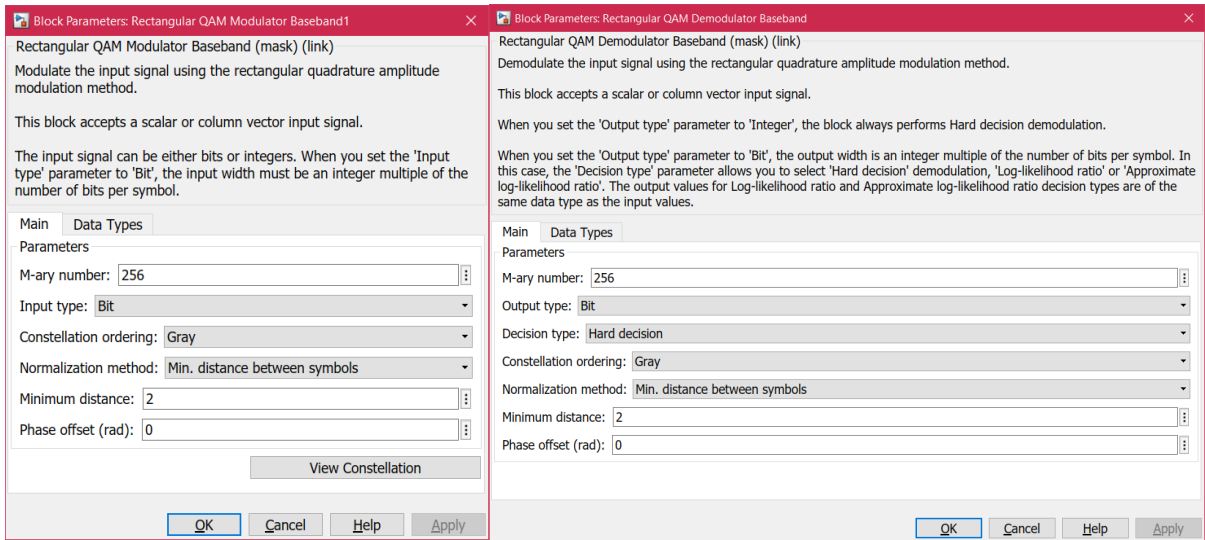 Block Parameters: Rectangular QAM Modulator Baseband1
Rectangular QAM Modulator Baseband (mask) (link)
Modulate the input signal using the rectangular quadrature amplitude
modulation method.
This block accepts a scalar or column vector input signal.
The input signal can be either bits or integers. When you set the 'Input
type' parameter to 'Bit', the input width must be an integer multiple of the
number of bits per symbol.
Main Data Types
Parameters
M-ary number: 256
Input type: Bit
Constellation ordering: Gray
Normalization method: Min. distance between symbols
Minimum distance: 2
Phase offset (rad): 0
View Constellation
OK Cancel Help Apply
Block Parameters: Rectangular QAM Demodulator Baseband
Rectangular QAM Demodulator Baseband (mask) (link)
Demodulate the input signal using the rectangular quadrature amplitude modulation method.
This block accepts a scalar or column vector input signal.
When you set the 'Output type' parameter to 'Integer', the block always performs Hard decision demodulation.
When you set the 'Output type' parameter to 'Bit', the output width is an integer multiple of the number of bits per symbol. In
this case, the 'Decision type' parameter allows you to select 'Hard decision' demodulation, 'Log-likelihood ratio' or 'Approximate
log-likelihood ratio'. The output values for Log-likelihood ratio and Approximate log-likelihood ratio decision types are of the
same data type as the input values.
Main Data Types
Parameters
M-ary number: 256
Output type: Bit
Decision type: Hard decision
Constellation ordering: Gray
Normalization method: Min. distance between symbols
Minimum distance: 2
Phase offset (rad): 0
OK Cancel Help Apply